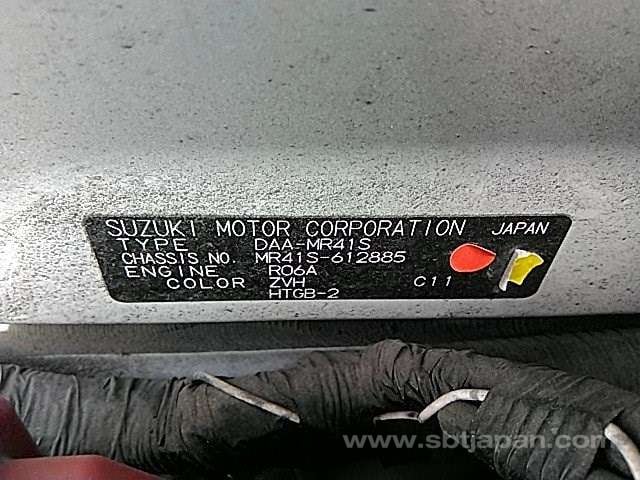 SUZUKI MOTOR CORPORATION JAPAN
TYPE DAA-MR41S
CHASSIS NO. MR41S-612885
ENGINE R06A
COLOR ZVH C11
HTGB-2
www.sbtjapan.com